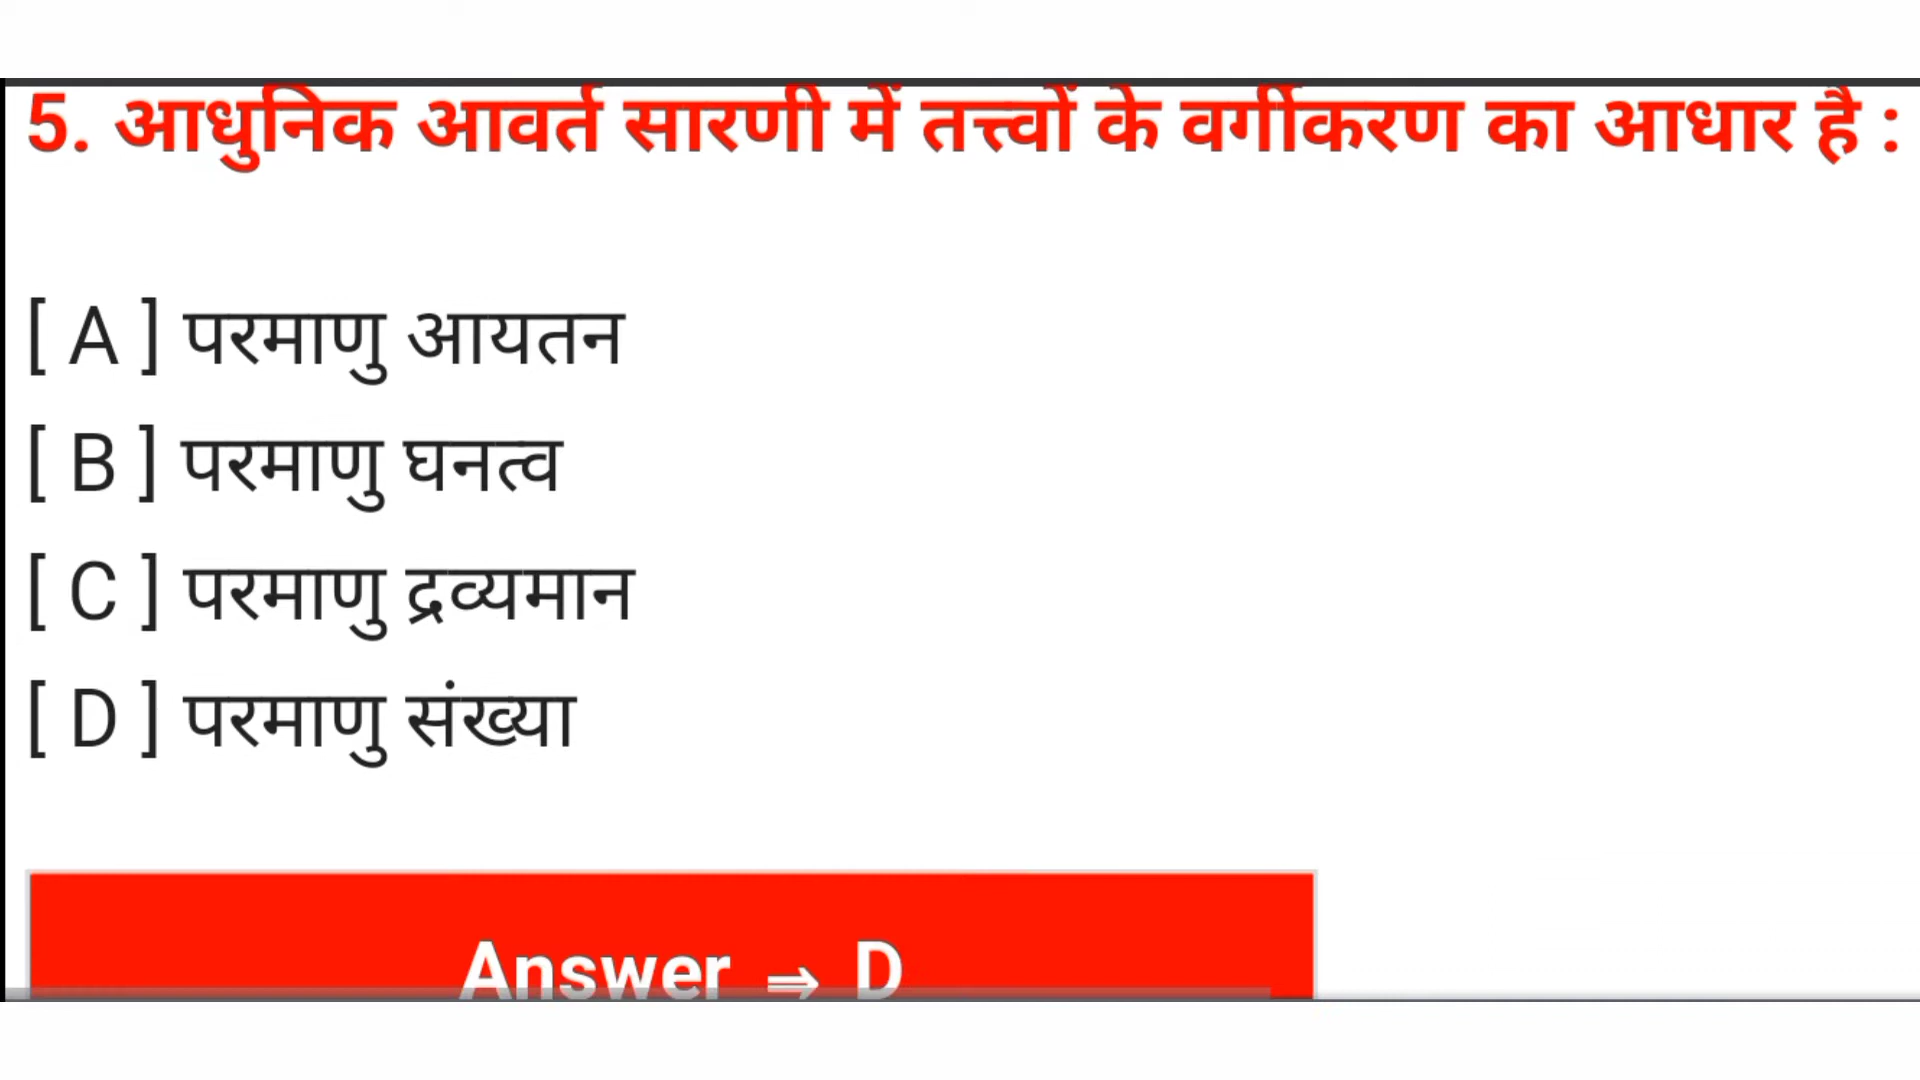 5. आधुनिक आवर्त सारणी में तत्त्वों के वर्गीकरण का आधार है :
[ A ] परमाणु आयतन
[ B ] परमाणु घनत्व
[ C ] परमाणु द्रव्यमान
[ D ] परमाणु संख्या
Answer ⇒ D